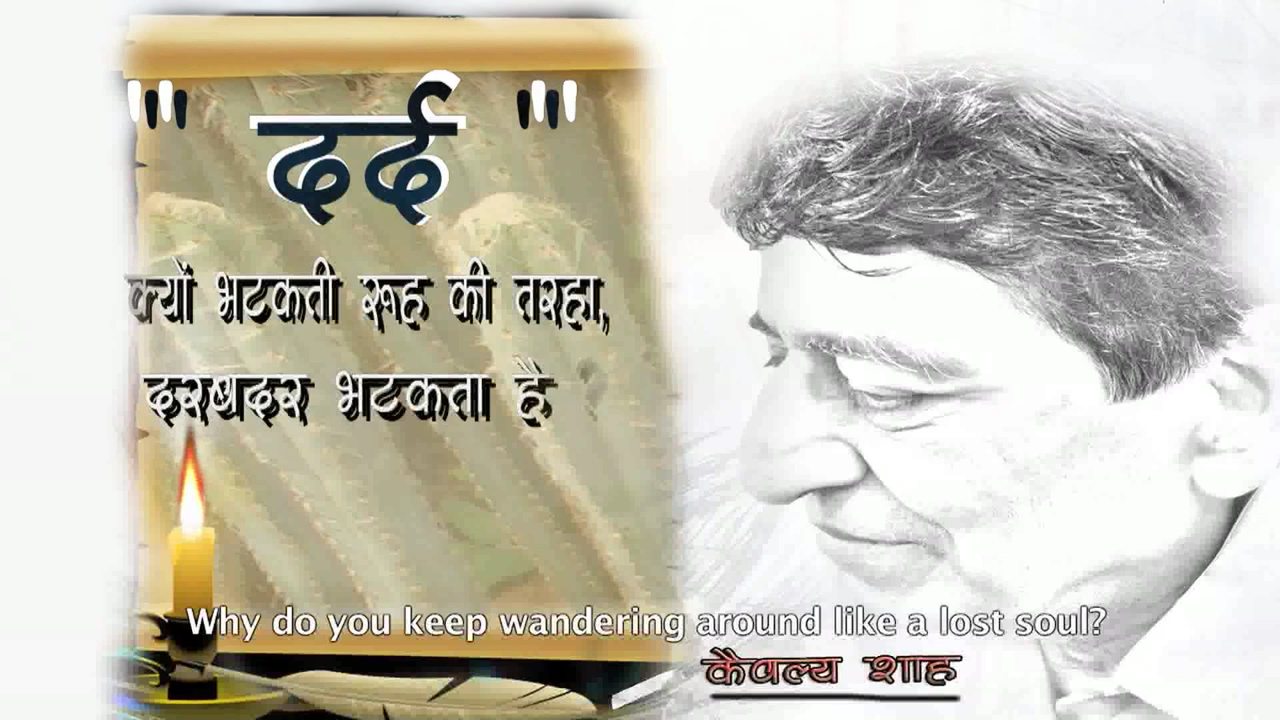 " दर्द "
क्यों भटकती रूह की तरहा,
दरबदर भटकता है ?
Why do you keep wandering around like a lost soul?
कैवल्य शाह